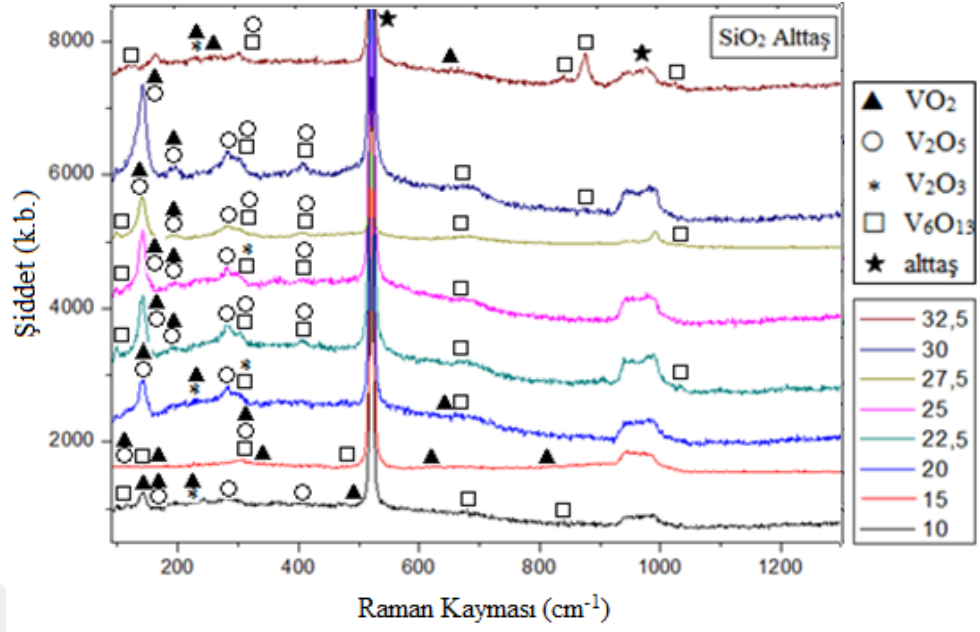 SiO2 Alttaş
8000
6000
4000
2000
Şiddet (k.b.)
200
400
600
800
1000
1200
Raman Kayması (cm-1)
▲ VO2
○ V2O5
* V2O3
□ V6O13
★ alttaş
32,5
30
27,5
25
22,5
20
15
10